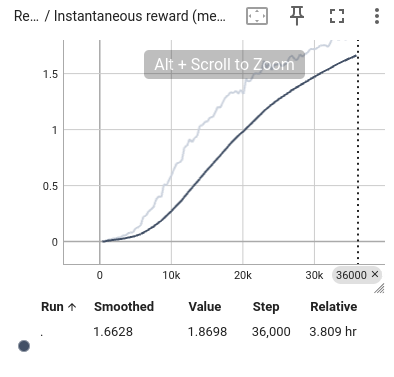 Re… / Instantaneous reward (me…
Alt + Scroll to Zoom
1.5
1
0.5
0
0 10k 20k 30k 36000 ✕
Run ↑ Smoothed Value Step Relative
. 1.6628 1.8698 36,000 3.809 hr